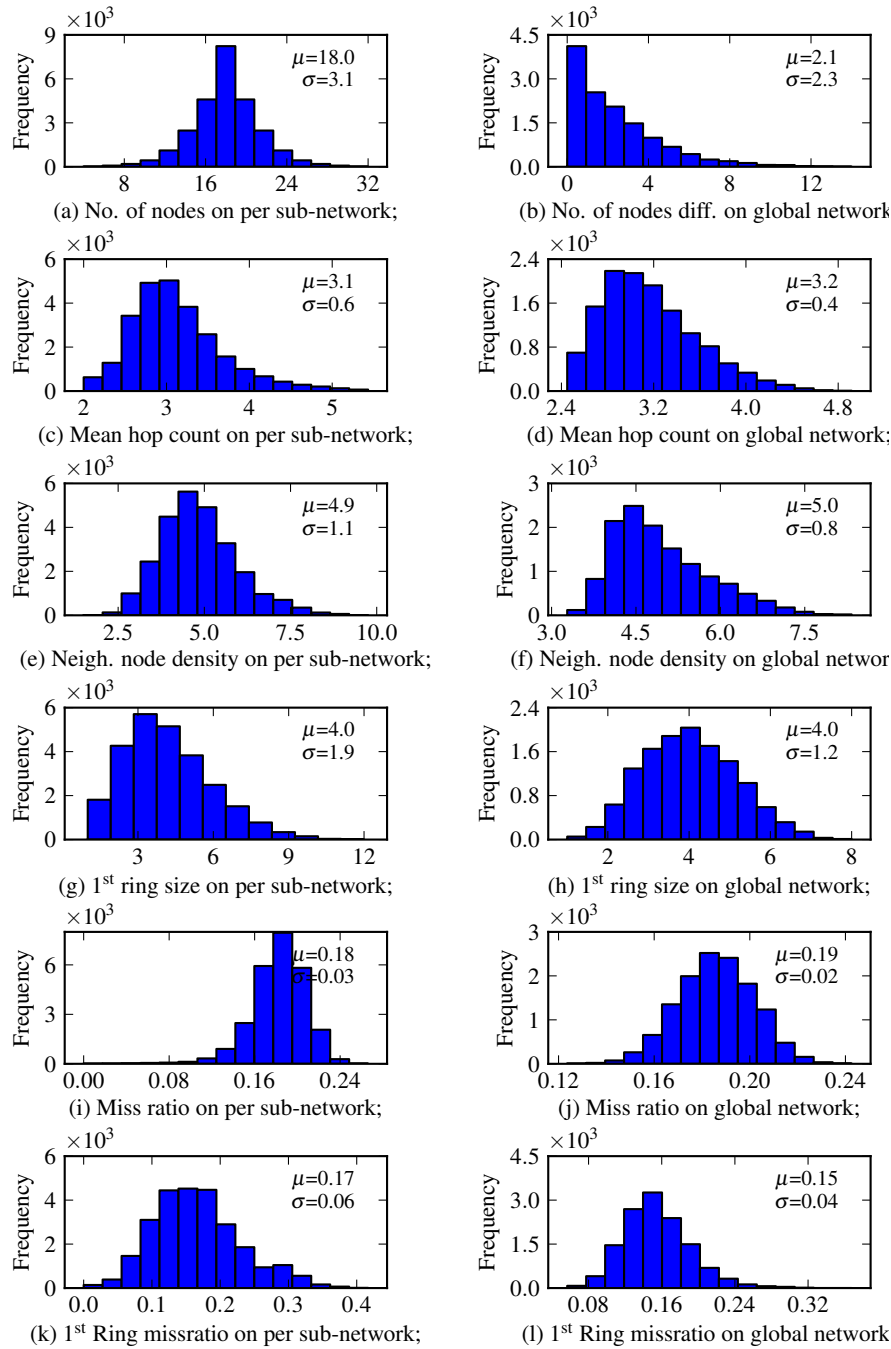 ×10³
9
6
3
0
Frequency
μ=18.0
σ=3.1
8 16 24 32
(a) No. of nodes on per sub-network;
×10³
4.5
3.0
1.5
0.0
Frequency
μ=2.1
σ=2.3
0 4 8 12
(b) No. of nodes diff. on global network
×10³
6
4
2
0
Frequency
μ=3.1
σ=0.6
2 3 4 5
(c) Mean hop count on per sub-network;
×10³
2.4
1.6
0.8
0.0
Frequency
μ=3.2
σ=0.4
2.4 3.2 4.0 4.8
(d) Mean hop count on global network;
×10³
6
4
2
0
Frequency
μ=4.9
σ=1.1
2.5 5.0 7.5 10.0
(e) Neigh. node density on per sub-network;
×10³
3
2
1
0
Frequency
μ=5.0
σ=0.8
3.0 4.5 6.0 7.5
(f) Neigh. node density on global networ
×10³
6
4
2
0
Frequency
μ=4.0
σ=1.9
3 6 9 12
(g) 1st ring size on per sub-network;
×10³
2.4
1.6
0.8
0.0
Frequency
μ=4.0
σ=1.2
2 4 6 8
(h) 1st ring size on global network;
×10³
6
3
0
Frequency
μ=0.18
σ=0.03
0.00 0.08 0.16 0.24
(i) Miss ratio on per sub-network;
×10³
3
2
1
0
Frequency
μ=0.19
σ=0.02
0.12 0.16 0.20 0.24
(j) Miss ratio on global network;
×10³
6
4
2
0
Frequency
μ=0.17
σ=0.06
0.0 0.1 0.2 0.3 0.4
(k) 1st Ring missratio on per sub-network;
×10³
4.5
3.0
1.5
0.0
Frequency
μ=0.15
σ=0.04
0.08 0.16 0.24 0.32
(l) 1st Ring missratio on global network